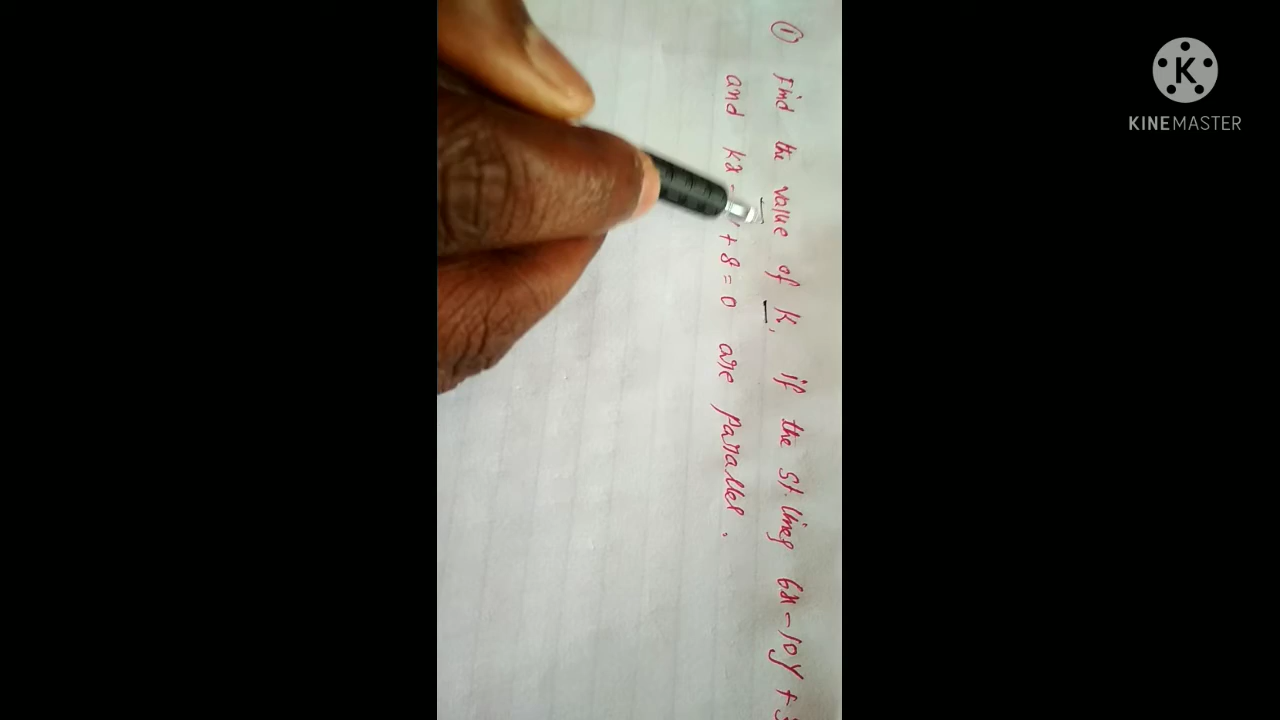 ① Find the value of K, if the St. lines 6x - 10y +
and kx - + 8 = 0 are Parallel.
KINEMASTER